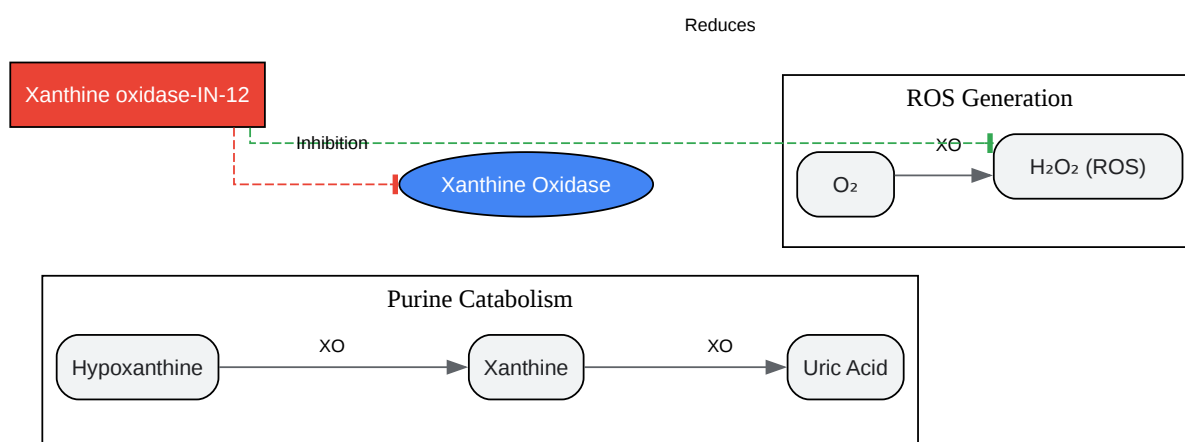 Reduces
Xanthine oxidase-IN-12
ROS Generation
Inhibition
XO
Xanthine Oxidase
O₂
H₂O₂ (ROS)
Purine Catabolism
XO
XO
Hypoxanthine
Xanthine
Uric Acid